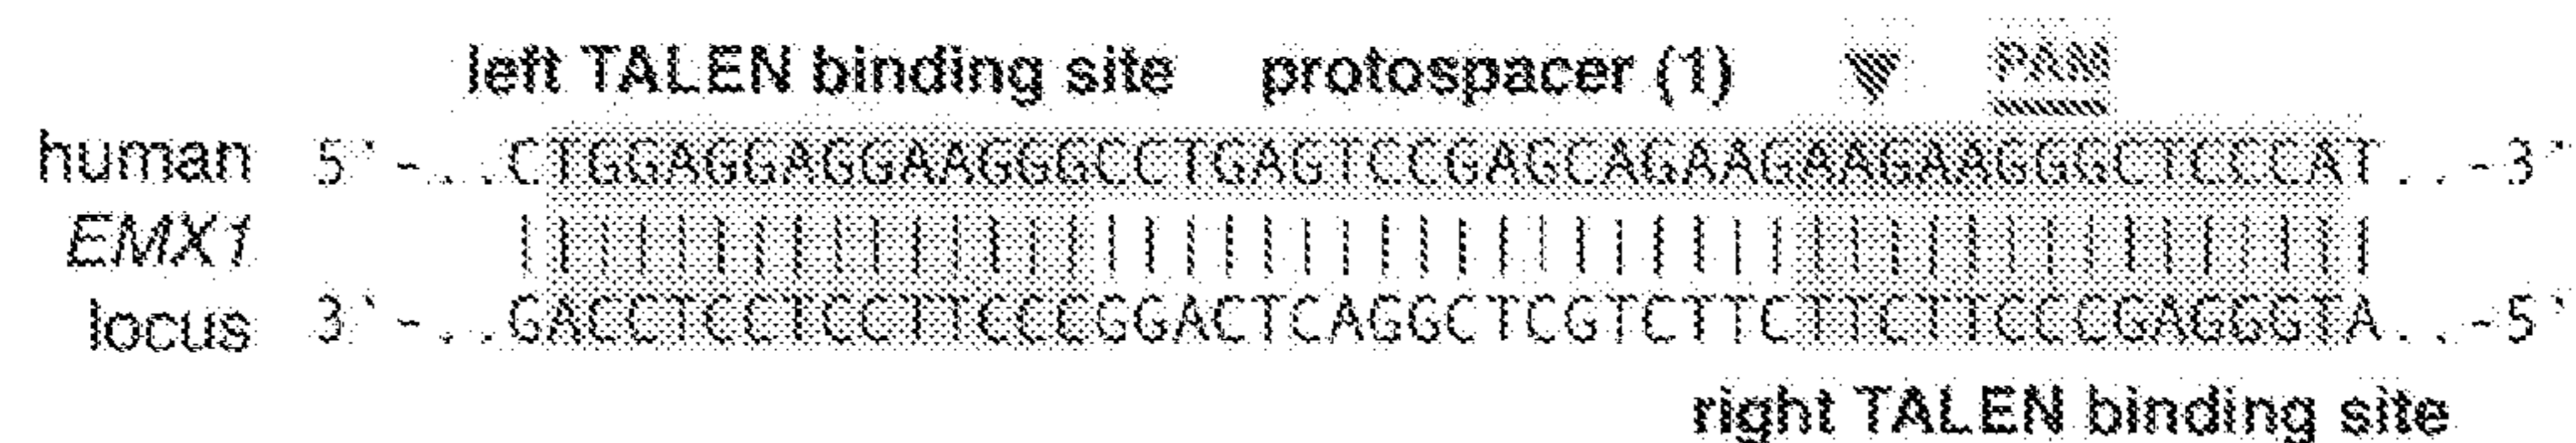 left TALEN binding site protospacer (1) PAM
human 5'-...CTGGAGGAGGAAGGGCCTGAGTCCGAGCAGAAGAAGAAGGGCTCCCAT...-3'
EMX1
locus 3'-...GACCTCCTCCTTCCCGGACTCAGGCTCGTCTTCTTCTTCCCGAGGGTA...-5'
right TALEN binding site